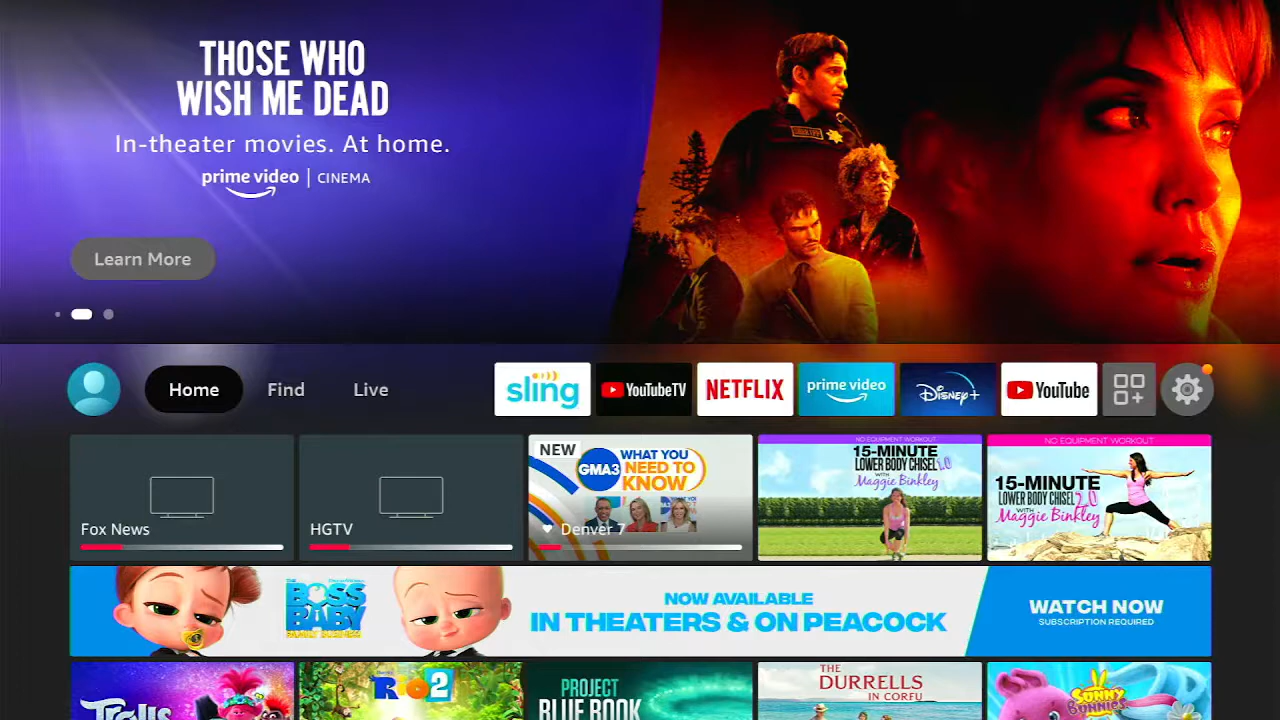 THOSE WHO
WISH ME DEAD
In-theater movies. At home.
prime video | CINEMA
Learn More
Home
Find
Live
sling
YouTubeTV
NETFLIX
prime video
Disney+
YouTube
Fox News
HGTV
NEW
GMA3
WHAT YOU
NEED TO
KNOW
Denver 7
NO EQUIPMENT WORKOUT
15-MINUTE
LOWER BODY CHISEL 1.0
WITH
Maggie Binkley
NO EQUIPMENT WORKOUT
15-MINUTE
LOWER BODY CHISEL 2.0
WITH
Maggie Binkley
THE
BOSS
BABY
FAMILY BUSINESS
NOW AVAILABLE
IN THEATERS & ON PEACOCK
WATCH NOW
SUBSCRIPTION REQUIRED
Trolls
RIO2
PROJECT
BLUE BOOK
THE
DURRELLS
IN CORFU
SUNNY
BUNNIES